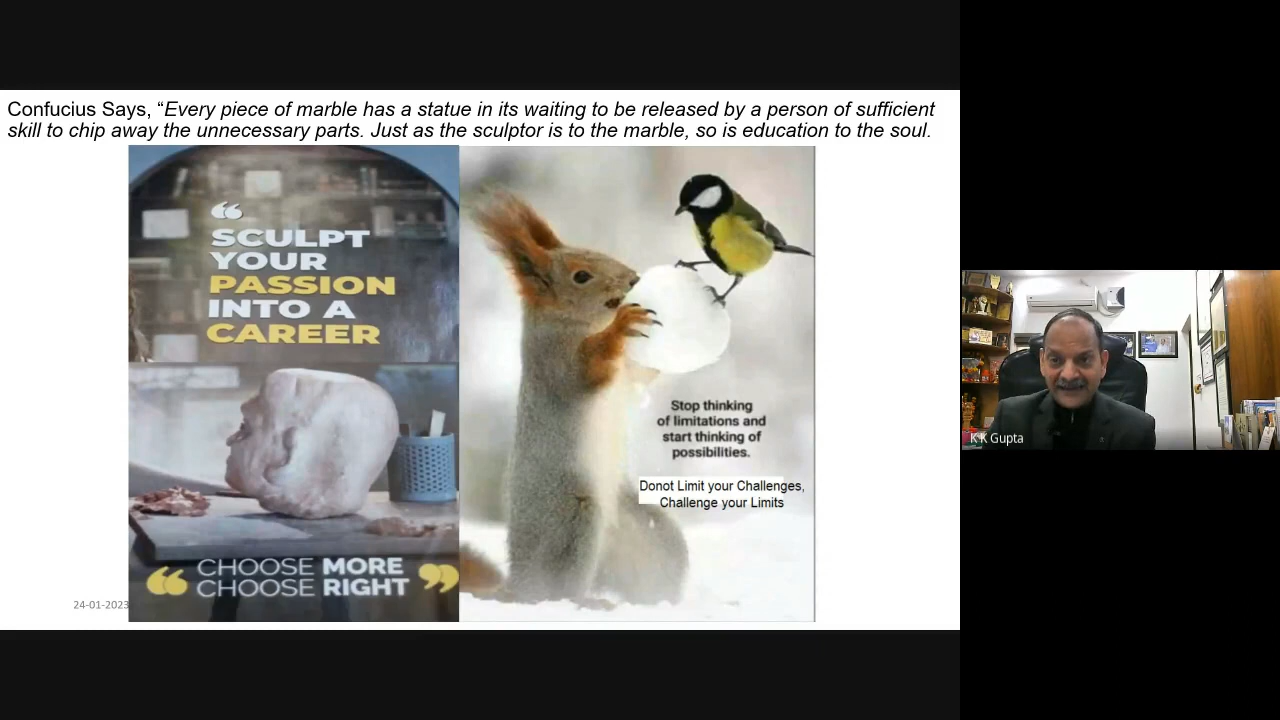 Confucius Says, “Every piece of marble has a statue in its waiting to be released by a person of sufficient
skill to chip away the unnecessary parts. Just as the sculptor is to the marble, so is education to the soul.
“
SCULPT
YOUR
PASSION
INTO A
CAREER
“ CHOOSE MORE
CHOOSE RIGHT ”
Stop thinking
of limitations and
start thinking of
possibilities.
Donot Limit your Challenges,
Challenge your Limits
24-01-2023
K K Gupta